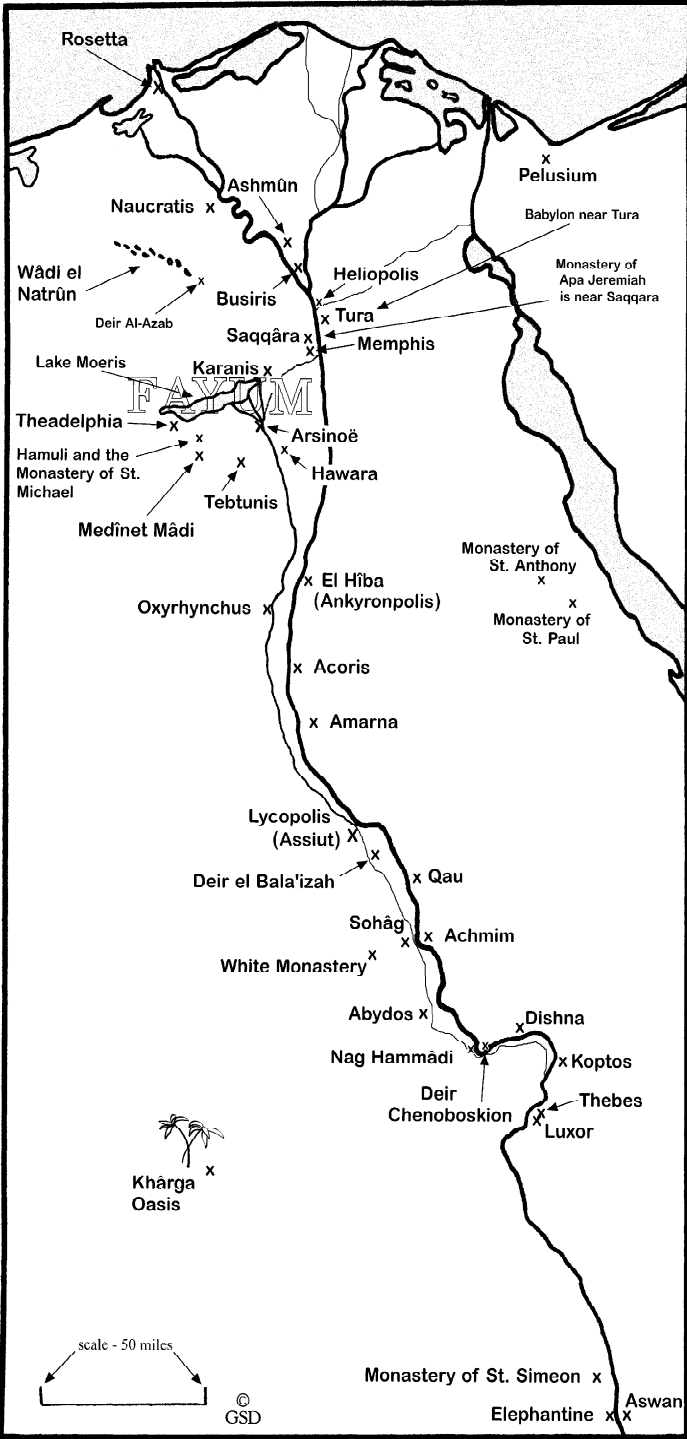 Rosetta
Pelusium
Ashmûn
Naucratis
Babylon near Tura
Wâdi el
Natrûn
Heliopolis
Monastery of
Apa Jeremiah
is near Saqqara
Busiris
Deir Al-Azab
Tura
Saqqâra
Memphis
Lake Moeris
Karanis
FAYUM
Theadelphia
Arsinoë
Hamuli and the
Monastery of St.
Michael
Hawara
Tebtunis
Medînet Mâdi
Monastery of
St. Anthony
El Hîba
(Ankyronpolis)
Oxyrhynchus
Monastery of
St. Paul
Acoris
Amarna
Lycopolis
(Assiut)
Deir el Bala'izah
Qau
Sohâg
Achmim
White Monastery
Abydos
Dishna
Nag Hammâdi
Koptos
Deir
Chenoboskion
Thebes
Luxor
Khârga
Oasis
scale - 50 miles
©
GSD
Monastery of St. Simeon
Aswan
Elephantine